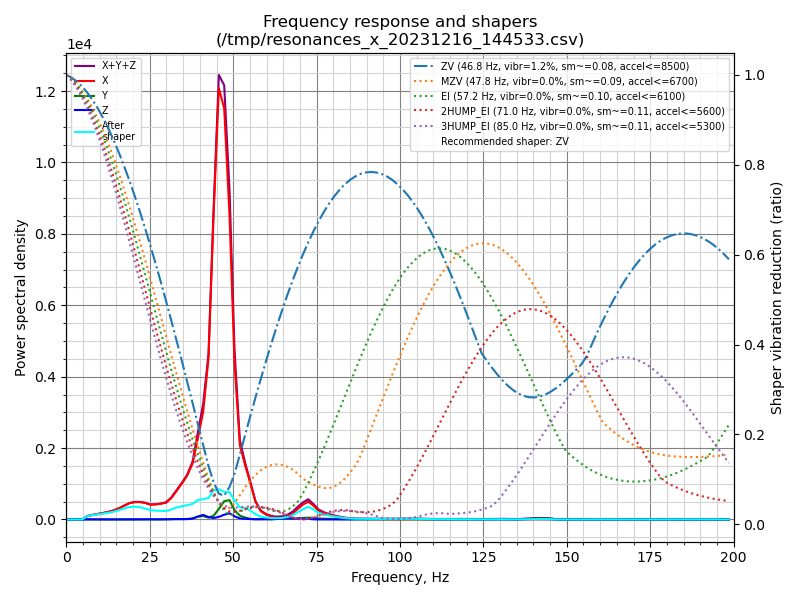 Frequency response and shapers
(/tmp/resonances_x_20231216_144533.csv)
1e4
X+Y+Z
X
Y
Z
After
shaper
ZV (46.8 Hz, vibr=1.2%, sm~=0.08, accel<=8500)
MZV (47.8 Hz, vibr=0.0%, sm~=0.09, accel<=6700)
EI (57.2 Hz, vibr=0.0%, sm~=0.10, accel<=6100)
2HUMP_EI (71.0 Hz, vibr=0.0%, sm~=0.11, accel<=5600)
3HUMP_EI (85.0 Hz, vibr=0.0%, sm~=0.11, accel<=5300)
Recommended shaper: ZV
Power spectral density
1.2
1.0
0.8
0.6
0.4
0.2
0.0
1.0
0.8
0.6
0.4
0.2
0.0
Shaper vibration reduction (ratio)
0 25 50 75 100 125 150 175 200
Frequency, Hz